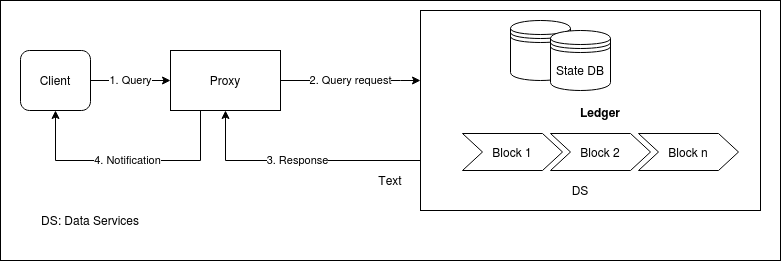 State DB
Client
1. Query
Proxy
2. Query request
Ledger
Block 1
Block 2
Block n
4. Notification
3. Response
Text
DS
DS: Data Services